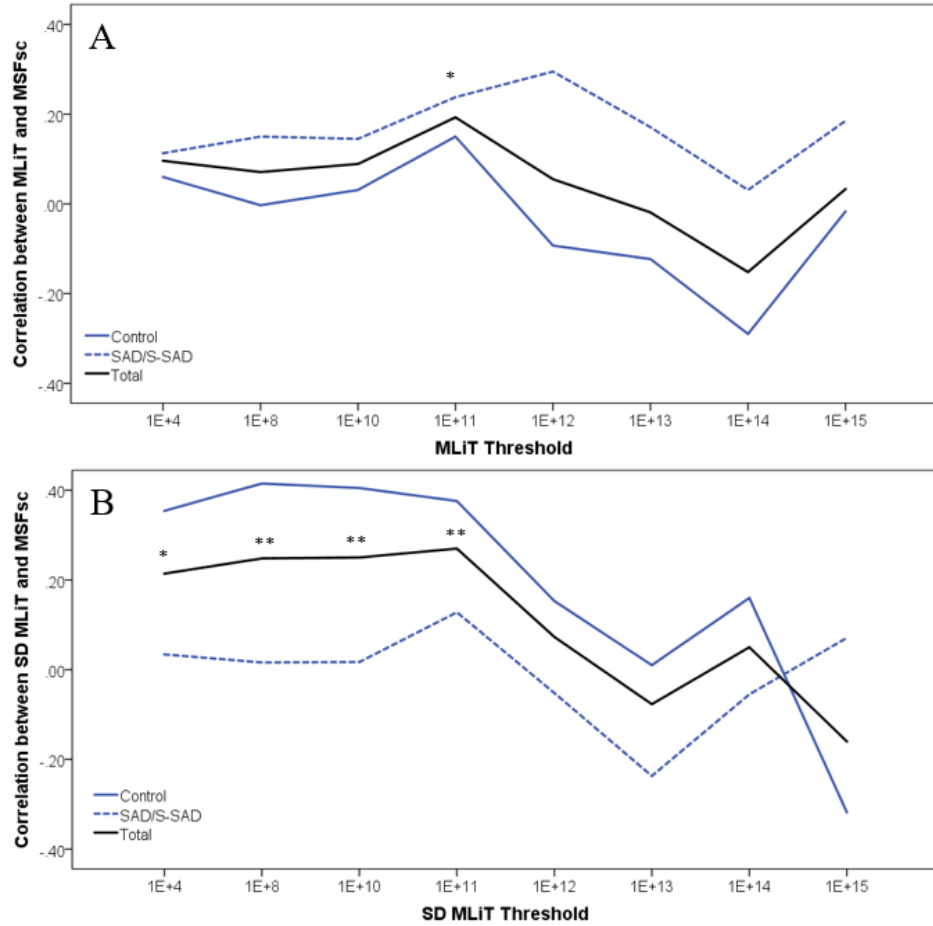 A
Correlation between MLiT and MSFsc
.40
.20
.00
-.20
-.40
*
Control
SAD/S-SAD
Total
1E+4 1E+8 1E+10 1E+11 1E+12 1E+13 1E+14 1E+15
MLiT Threshold
B
Correlation between SD MLiT and MSFsc
.40
.20
.00
-.20
-.40
* ** ** **
Control
SAD/S-SAD
Total
1E+4 1E+8 1E+10 1E+11 1E+12 1E+13 1E+14 1E+15
SD MLiT Threshold